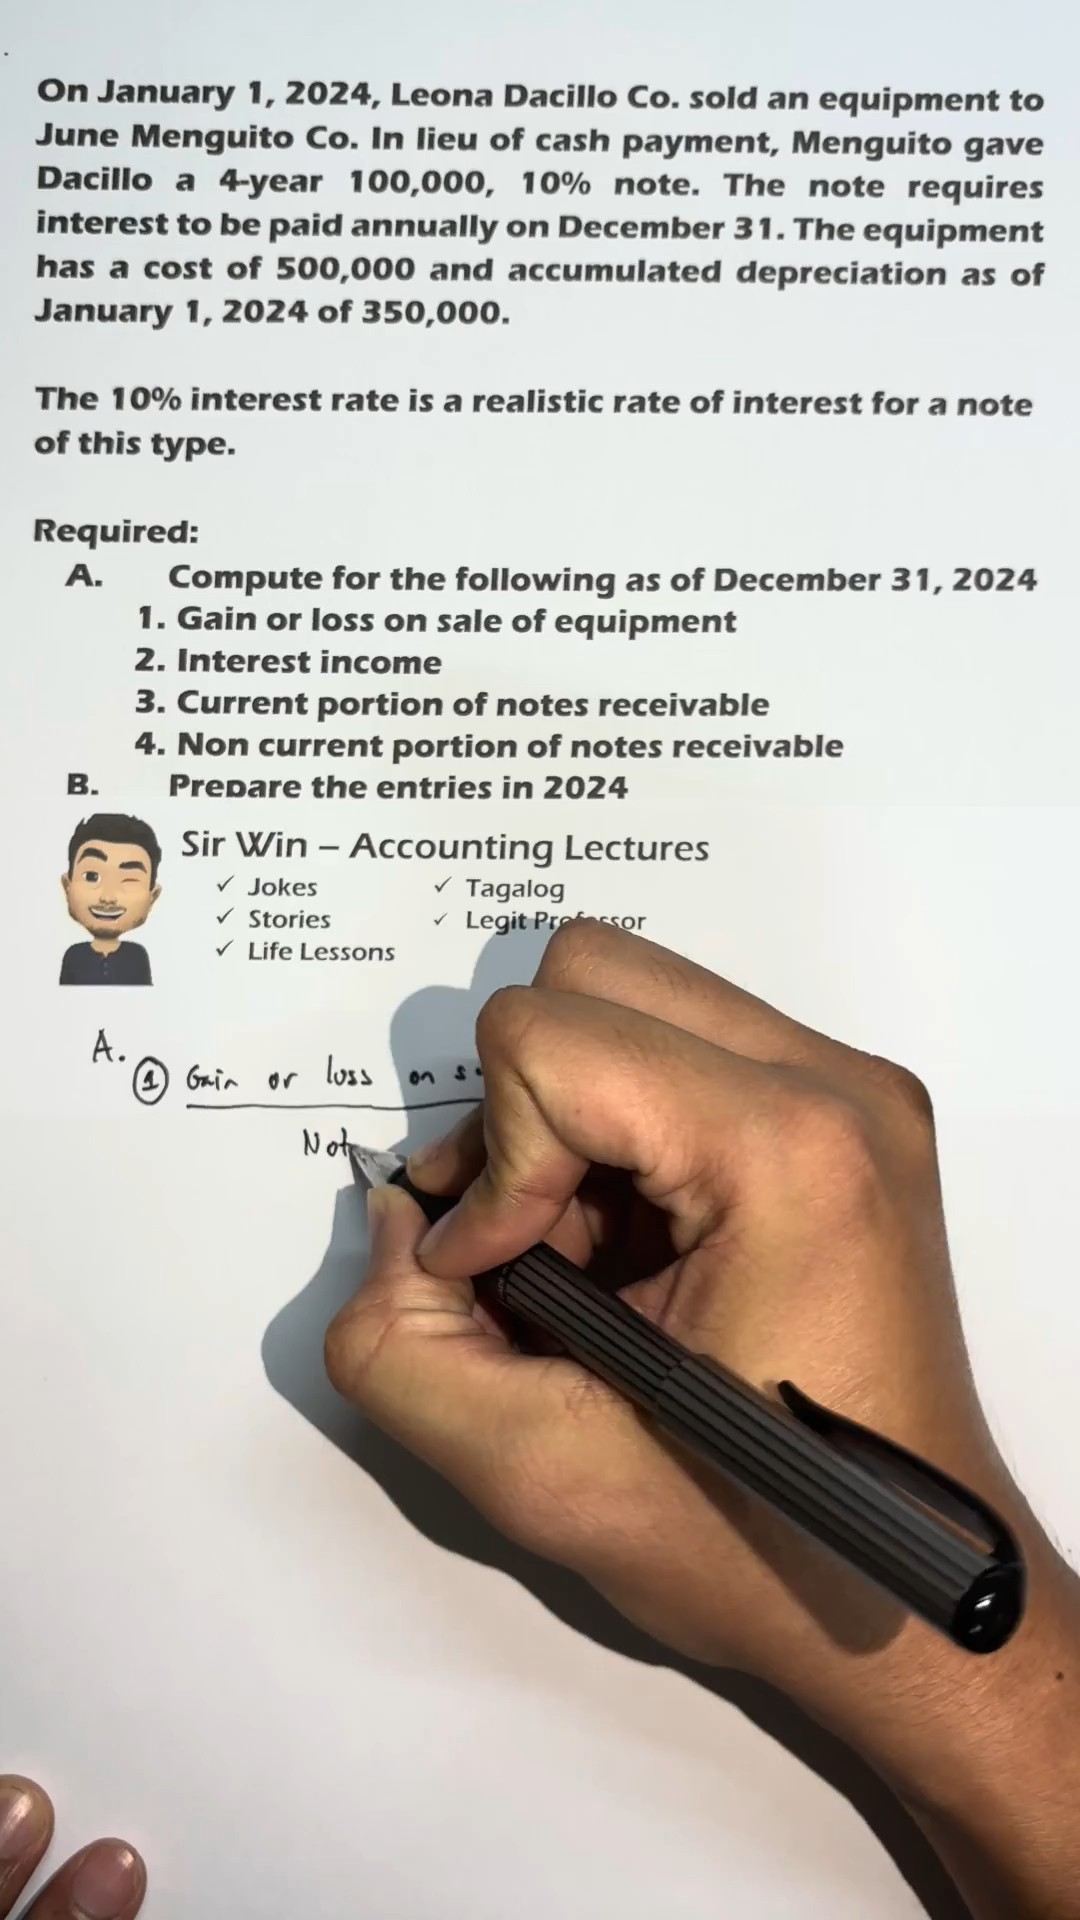 On January 1, 2024, Leona Dacillo Co. sold an equipment to
June Menguito Co. In lieu of cash payment, Menguito gave
Dacillo a 4-year 100,000, 10% note. The note requires
interest to be paid annually on December 31. The equipment
has a cost of 500,000 and accumulated depreciation as of
January 1, 2024 of 350,000.
The 10% interest rate is a realistic rate of interest for a note
of this type.
Required:
A. Compute for the following as of December 31, 2024
1. Gain or loss on sale of equipment
2. Interest income
3. Current portion of notes receivable
4. Non current portion of notes receivable
B. Prepare the entries in 2024
Sir Win – Accounting Lectures
✓ Jokes ✓ Tagalog
✓ Stories ✓ Legit Professor
✓ Life Lessons
A.
1 Gain or loss on
Not